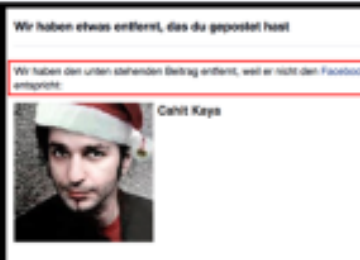 Wir haben etwas entfernt, das du gepostet hast
Wir haben den unten stehenden Beitrag entfernt, weil er nicht den Faceboo
entspricht:
Cahit Kaya